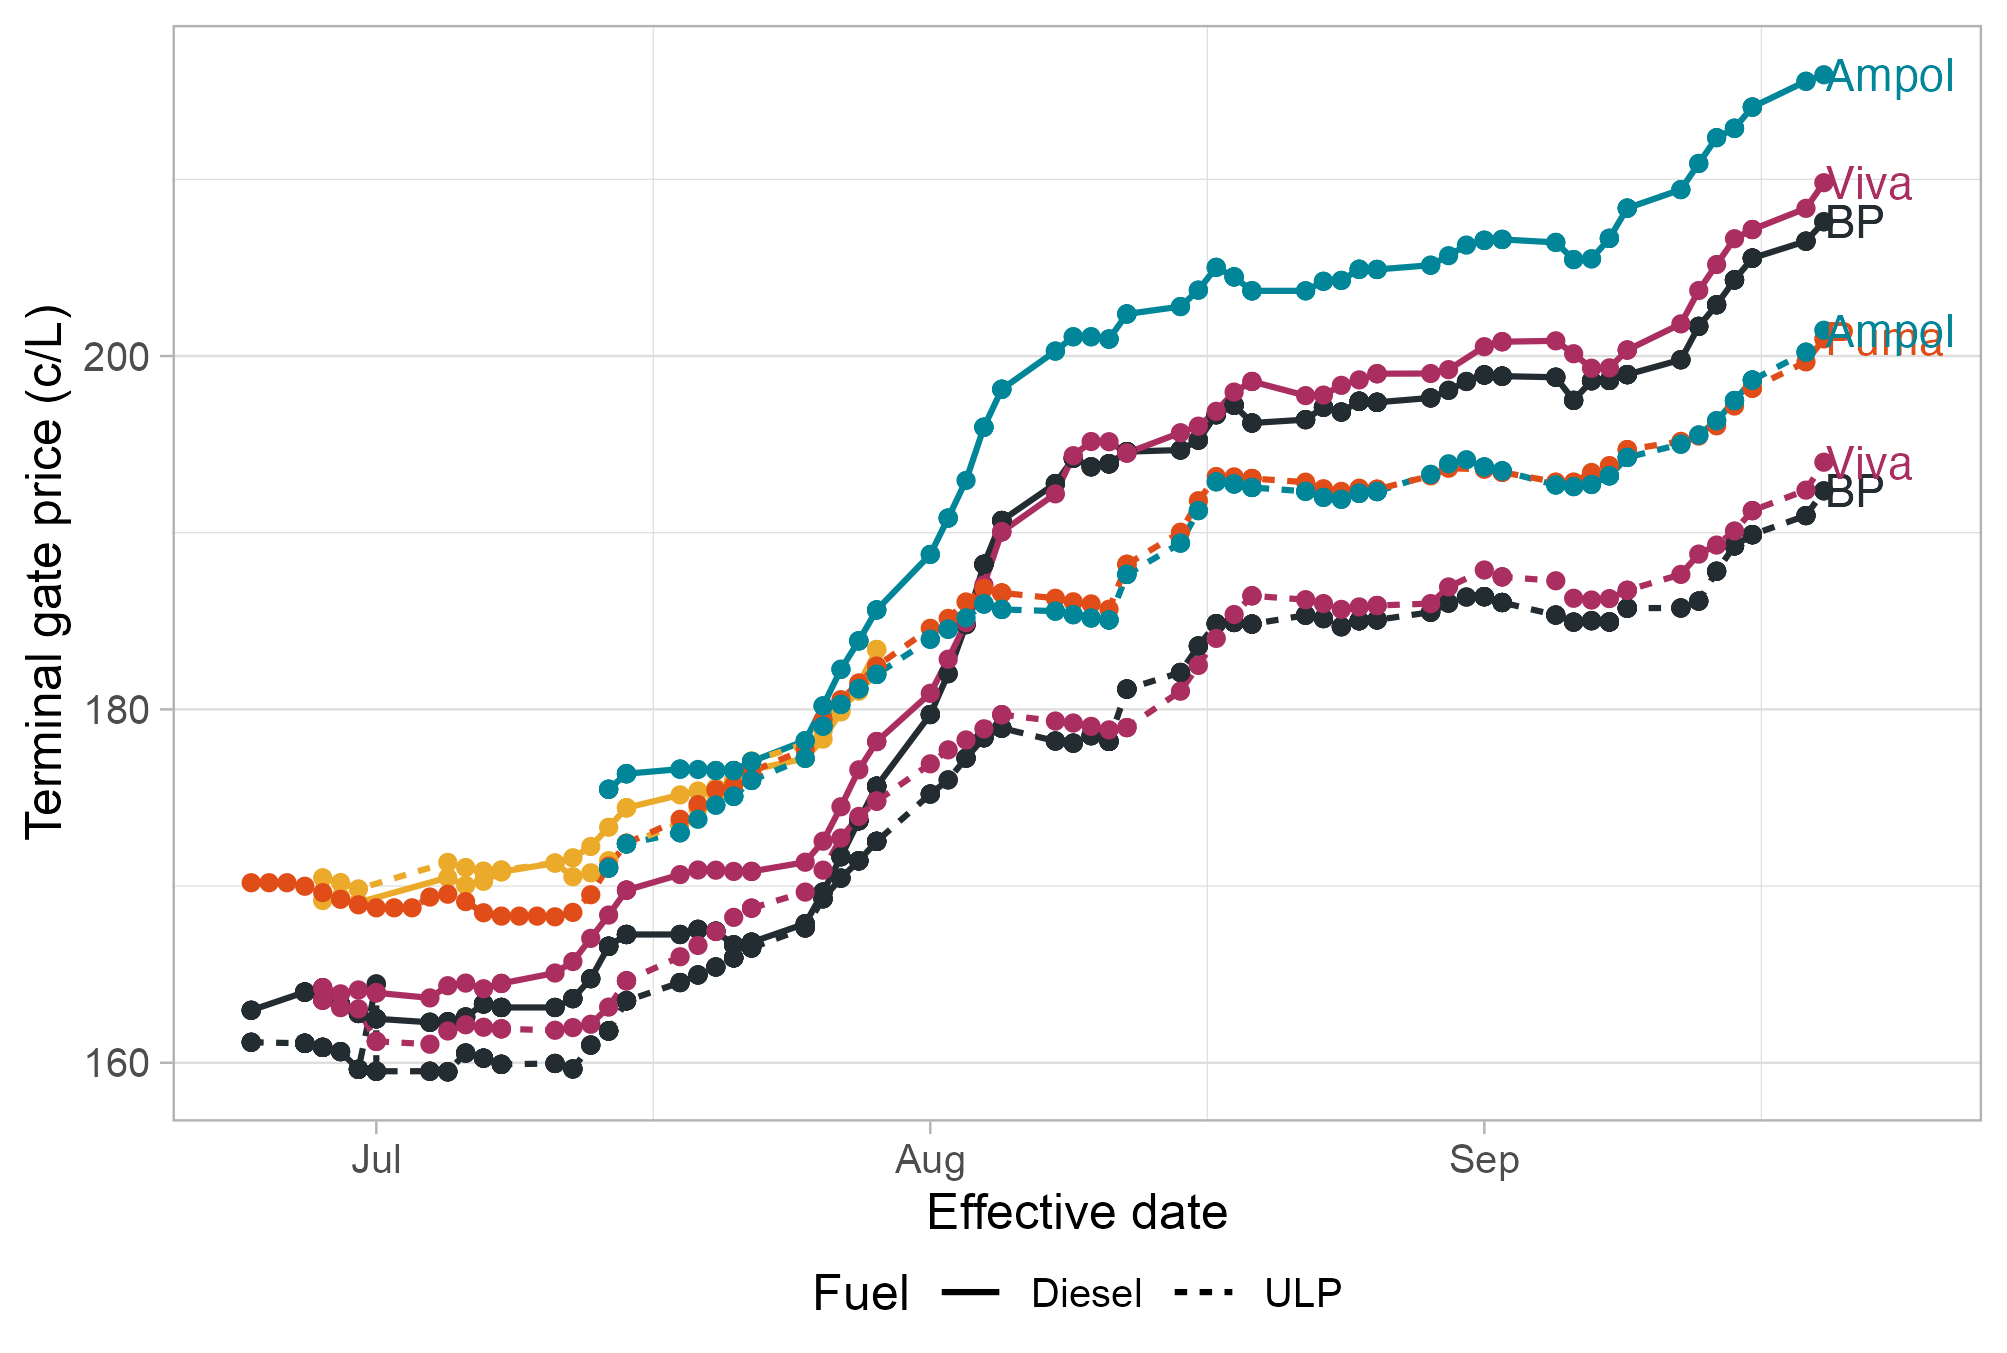 Ampol
Viva
BP
Ampol
Puma
Viva
BP
200
180
160
Terminal gate price (c/L)
Jul Aug Sep
Effective date
Fuel Diesel ULP